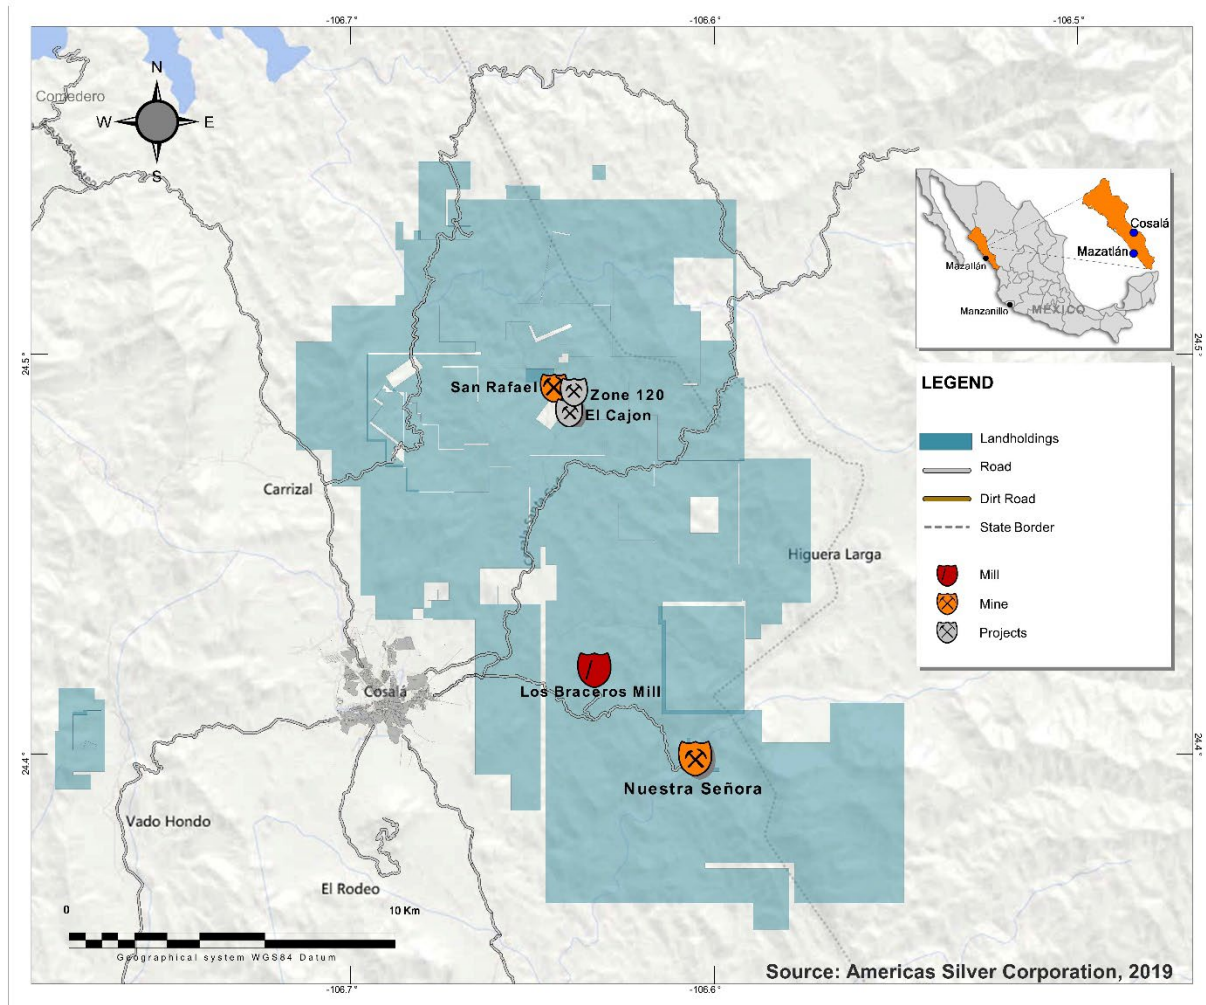 -106.7°
-106.6°
-106.5°
Comedero
N
W
E
S
Cosalá
Mazatlán
Mazatlán
Manzanillo
MÉXICO
24.5°
24.5°
San Rafael
Zone 120
El Cajon
LEGEND
Landholdings
Road
Dirt Road
State Border
Mill
Mine
Projects
Carrizal
Higuera Larga
Cosalá
Los Braceros Mill
24.4°
24.4°
Nuestra Señora
Vado Hondo
El Rodeo
0
10 Km
Geographical system WGS84 Datum
Source: Americas Silver Corporation, 2019
-106.7°
-106.6°